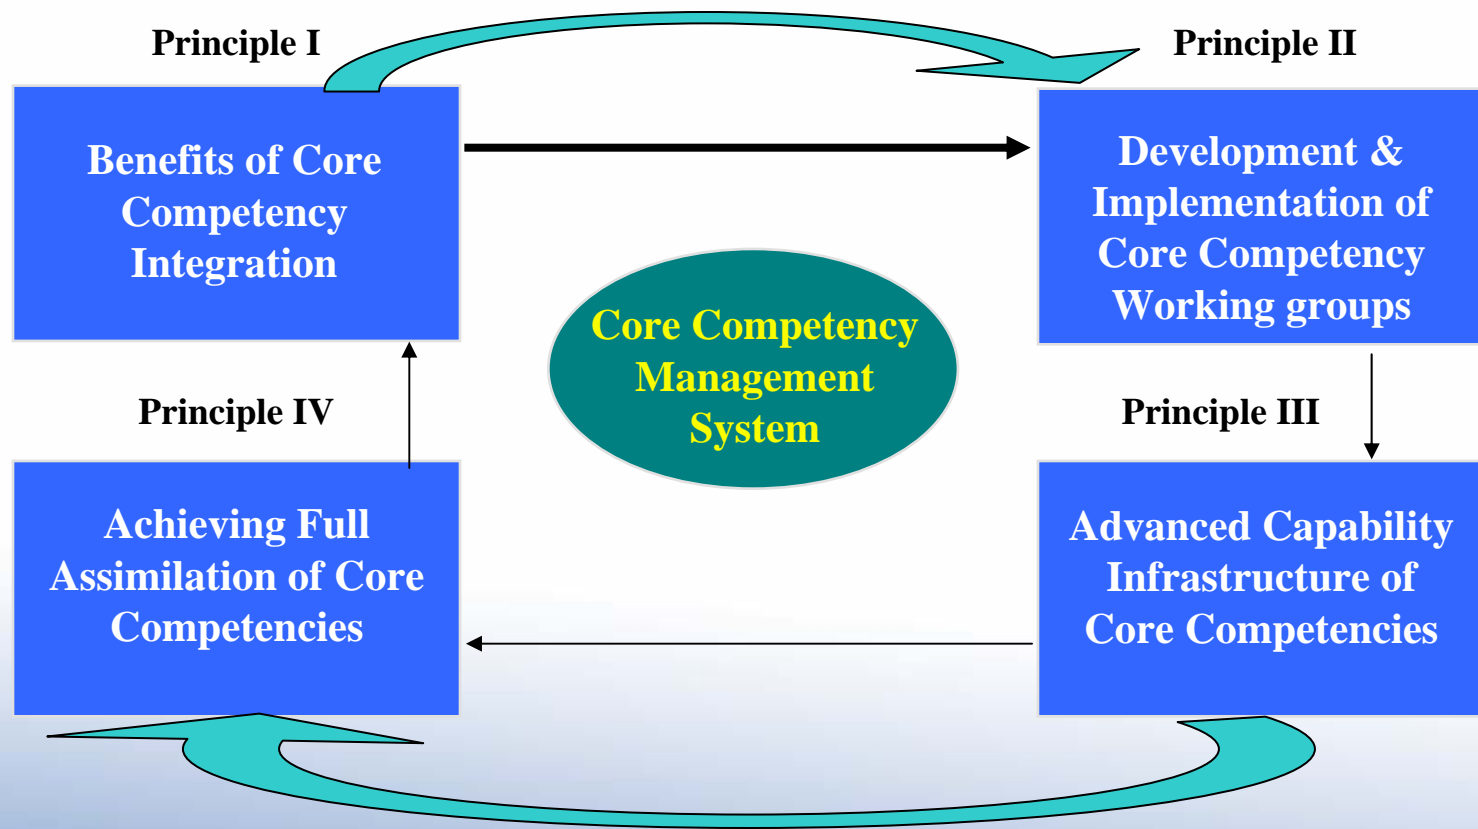 Principle I
Principle II
Benefits of Core
Competency
Integration
Development &
Implementation of
Core Competency
Working groups
Core Competency
Management
System
Principle IV
Principle III
Achieving Full
Assimilation of Core
Competencies
Advanced Capability
Infrastructure of
Core Competencies